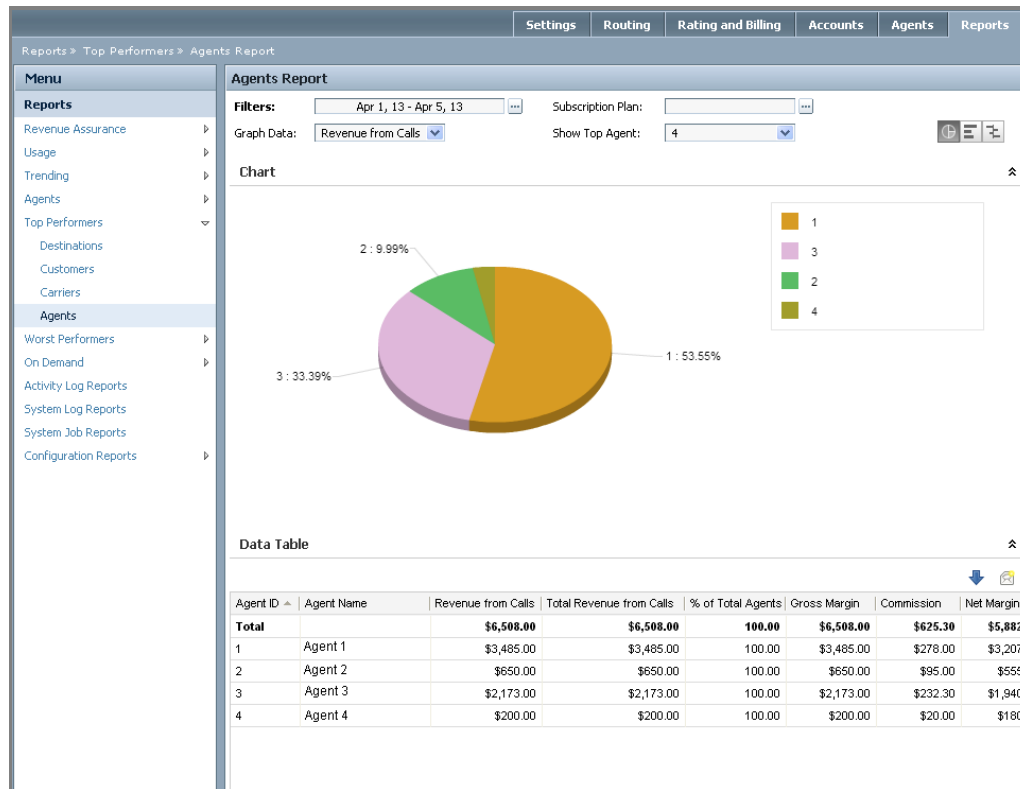 Settings Routing Rating and Billing Accounts Agents Reports
Reports » Top Performers » Agents Report
Menu
Reports
Revenue Assurance
Usage
Trending
Agents
Top Performers
Destinations
Customers
Carriers
Agents
Worst Performers
On Demand
Activity Log Reports
System Log Reports
System Job Reports
Configuration Reports
Agents Report
Filters: Apr 1, 13 - Apr 5, 13 ... Subscription Plan: ...
Graph Data: Revenue from Calls Show Top Agent: 4
Chart
2 : 9.99%
1 : 53.55%
3 : 33.39%
1
3
2
4
Data Table
Agent ID Agent Name Revenue from Calls Total Revenue from Calls % of Total Agents Gross Margin Commission Net Margin
Total $6,508.00 $6,508.00 100.00 $6,508.00 $625.30 $5,882
1 Agent 1 $3,485.00 $3,485.00 100.00 $3,485.00 $278.00 $3,207
2 Agent 2 $650.00 $650.00 100.00 $650.00 $95.00 $555
3 Agent 3 $2,173.00 $2,173.00 100.00 $2,173.00 $232.30 $1,940
4 Agent 4 $200.00 $200.00 100.00 $200.00 $20.00 $180